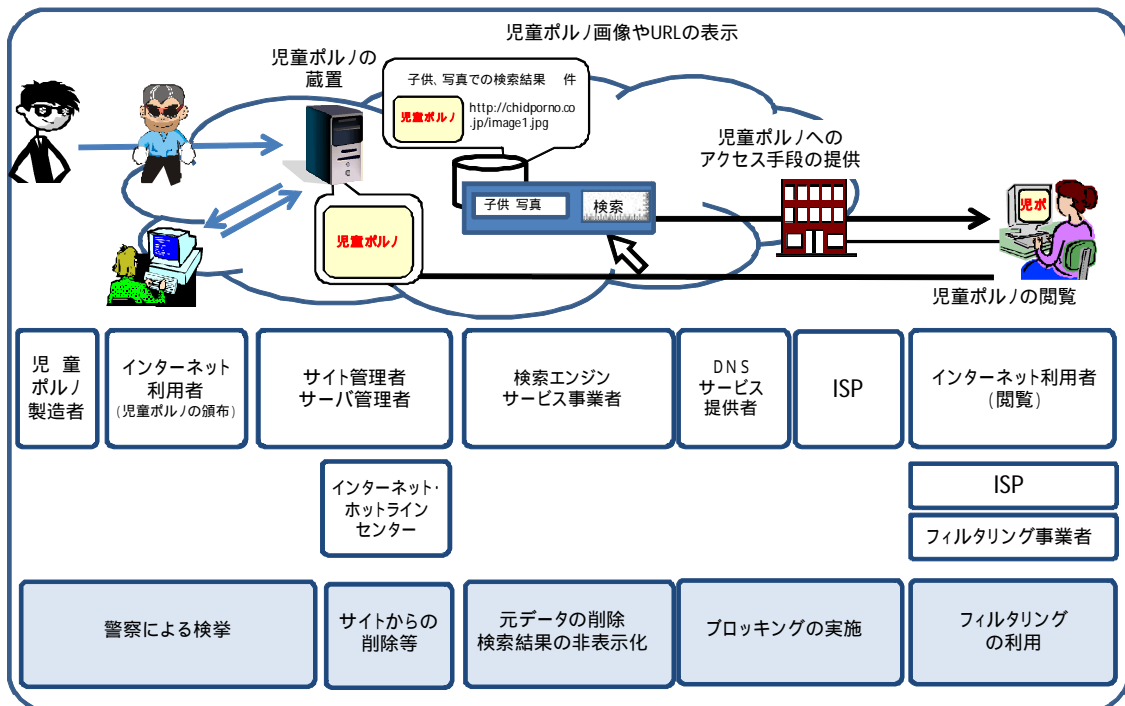 児童ポルノ画像やURLの表示
児童ポルノの
蔵置
子供、写真での検索結果　件
児童ポルノ
http://chidporno.co
.jp/image1.jpg
児童ポルノへの
アクセス手段の提供
子供 写真
検索
児童ポルノ
児ポ
児童ポルノの閲覧
児 童
ポルノ
製造者
インターネット
利用者
(児童ポルノの頒布)
サイト管理者
サーバ管理者
検索エンジン
サービス事業者
DNS
サービス
提供者
ISP
インターネット利用者
(閲覧)
インターネット・
ホットライン
センター
ISP
フィルタリング事業者
警察による検挙
サイトからの
削除等
元データの削除
検索結果の非表示化
ブロッキングの実施
フィルタリング
の利用